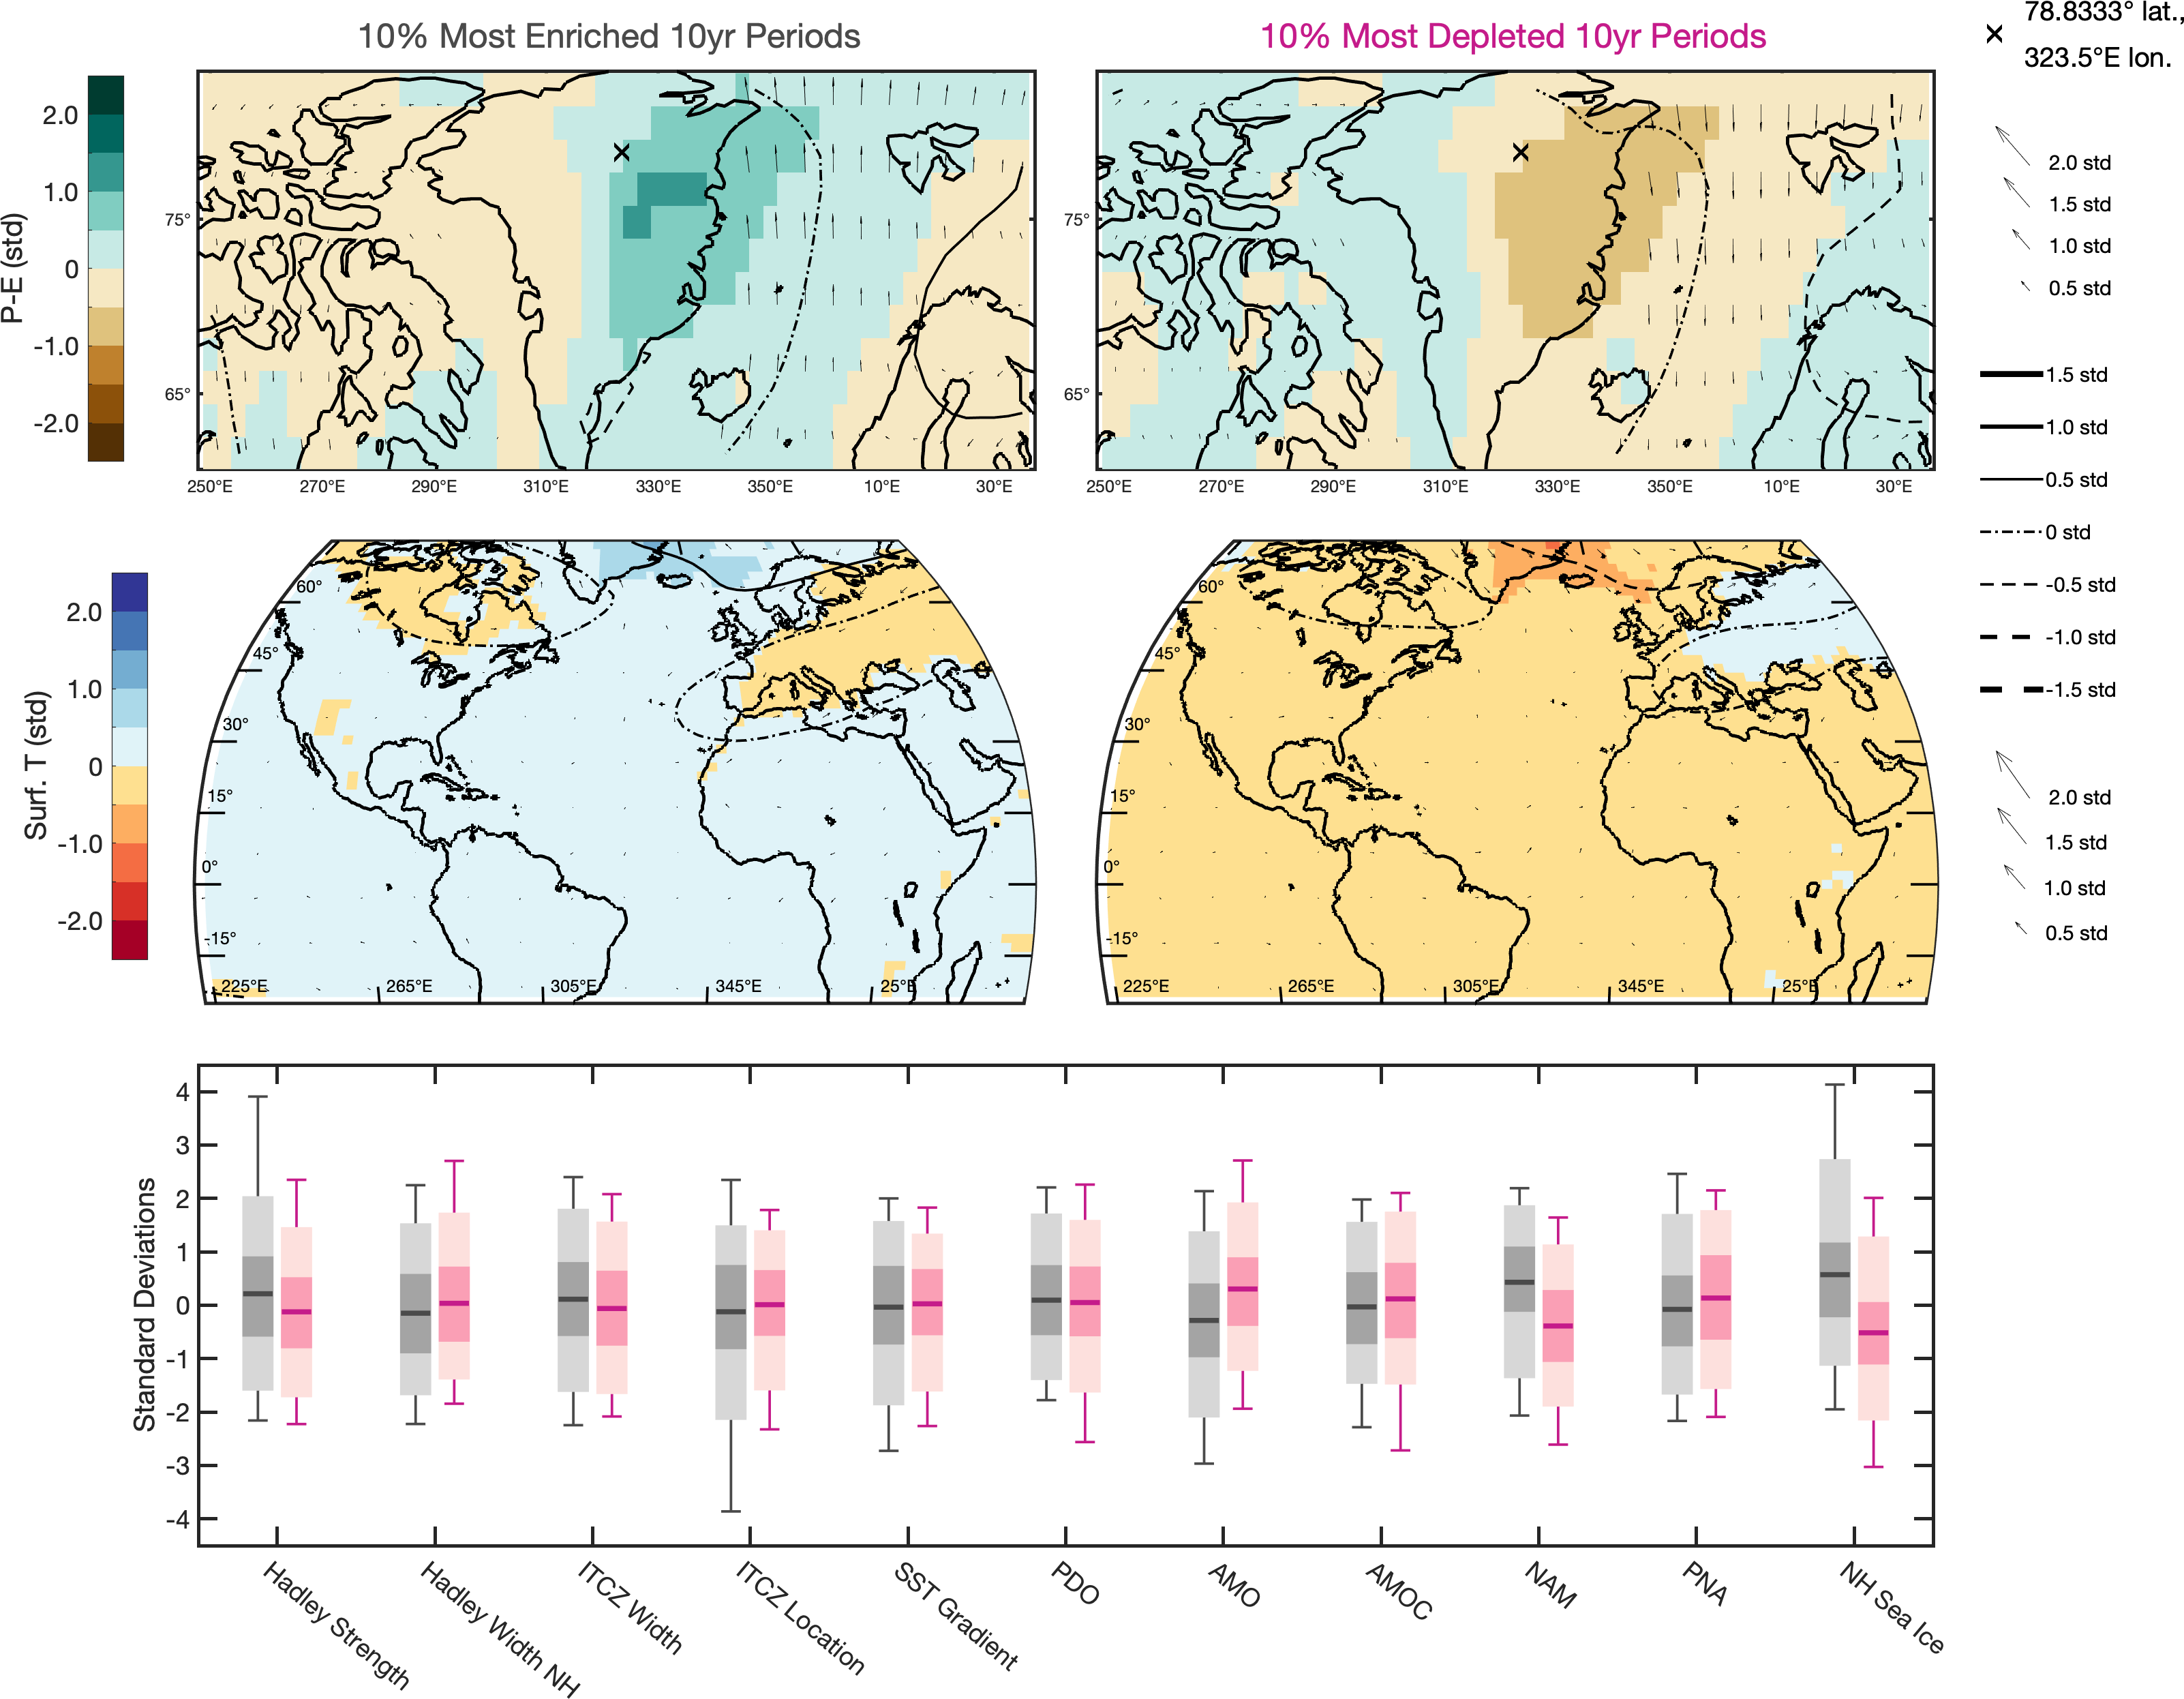 10% Most Enriched 10yr Periods
10% Most Depleted 10yr Periods
78.8333° lat.,
323.5°E lon.
P-E (std)
2.0
1.0
0
-1.0
-2.0
75°
65°
250°E 270°E 290°E 310°E 330°E 350°E 10°E 30°E
75°
65°
250°E 270°E 290°E 310°E 330°E 350°E 10°E 30°E
2.0 std
1.5 std
1.0 std
0.5 std
1.5 std
1.0 std
0.5 std
0 std
-0.5 std
-1.0 std
-1.5 std
Surf. T (std)
2.0
1.0
0
-1.0
-2.0
60°
45°
30°
15°
0°
-15°
225°E 265°E 305°E 345°E 25°E
60°
45°
30°
15°
0°
-15°
225°E 265°E 305°E 345°E 25°E
2.0 std
1.5 std
1.0 std
0.5 std
Standard Deviations
4
3
2
1
0
-1
-2
-3
-4
Hadley Strength
Hadley Width NH
ITCZ Width
ITCZ Location
SST Gradient
PDO
AMO
AMOC
NAM
PNA
NH Sea Ice